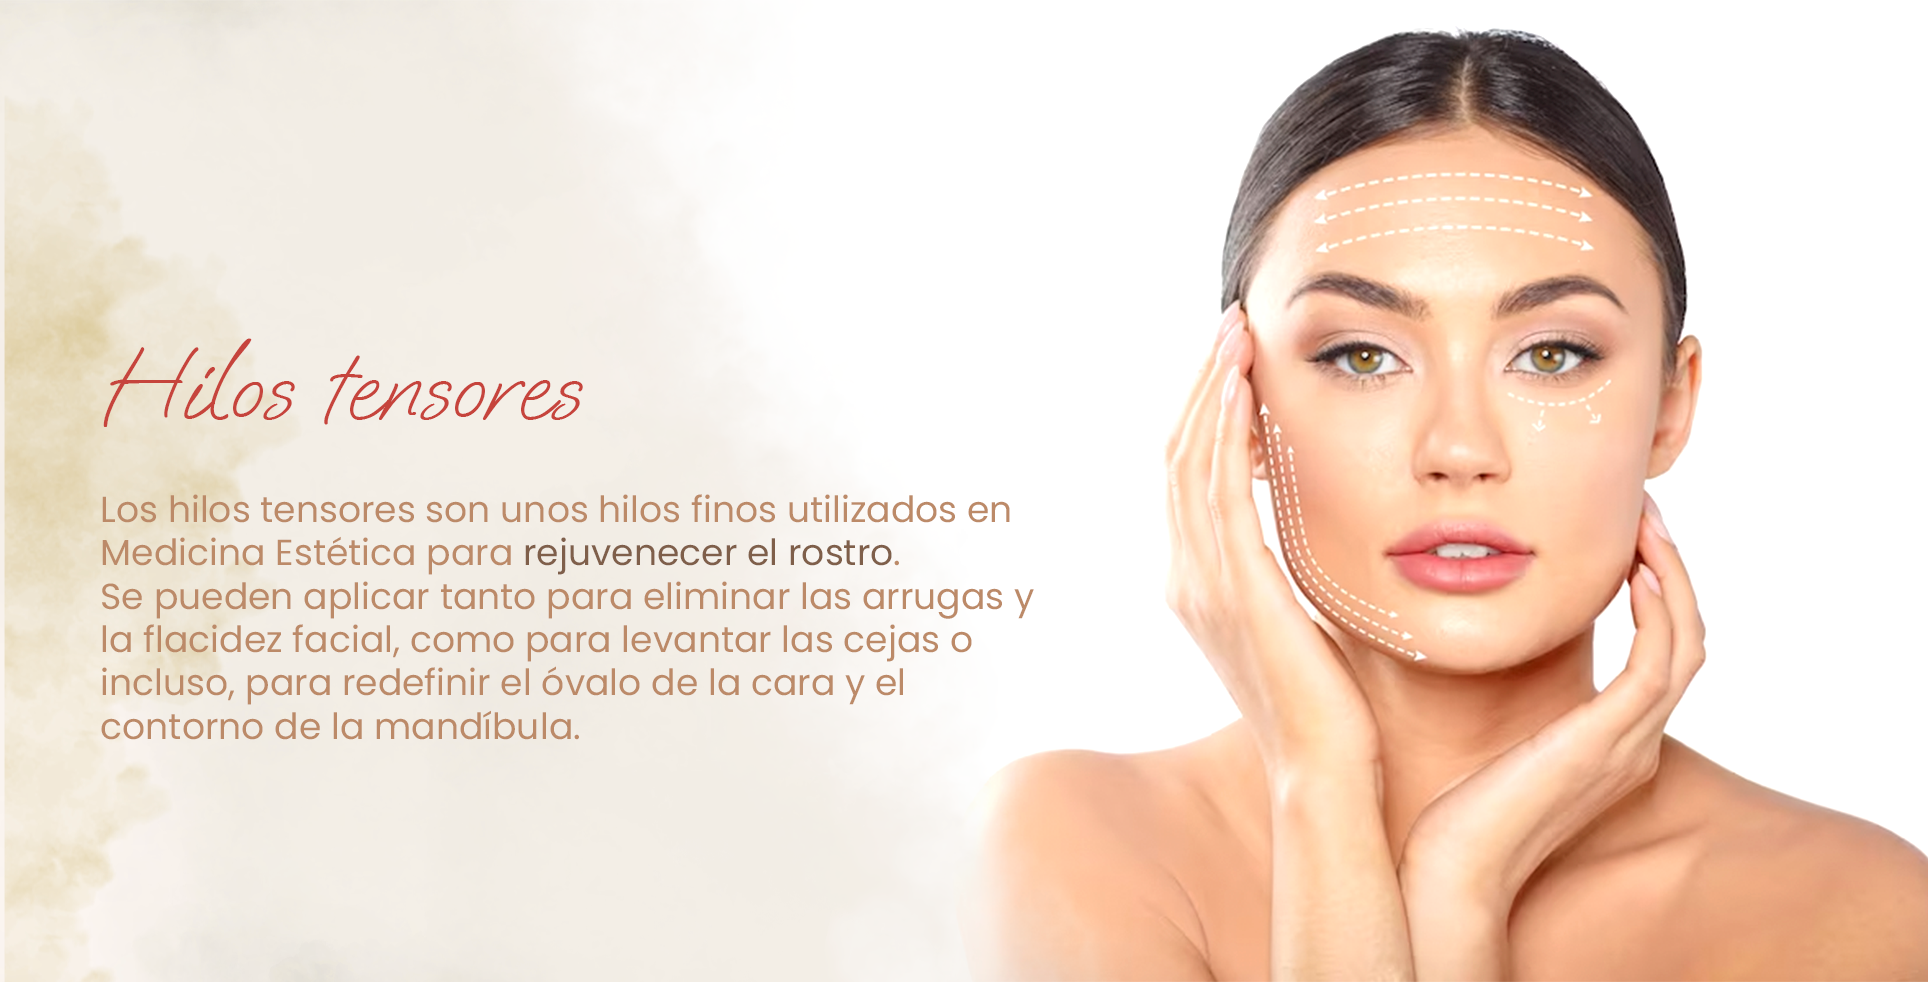 Hilos tensores
Los hilos tensores son unos hilos finos utilizados en
Medicina Estética para rejuvenecer el rostro.
Se pueden aplicar tanto para eliminar las arrugas y
la flacidez facial, como para levantar las cejas o
incluso, para redefinir el óvalo de la cara y el
contorno de la mandíbula.